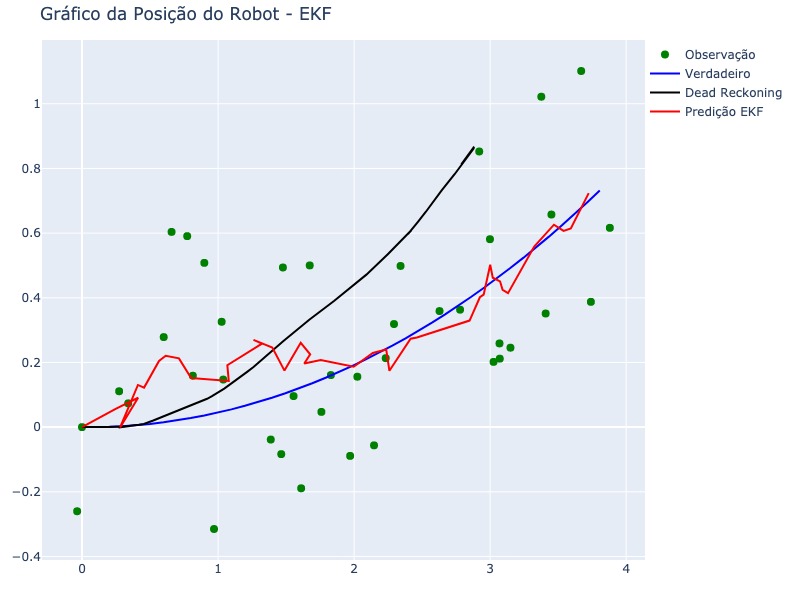 Gráfico da Posição do Robot - EKF
Observação
Verdadeiro
Dead Reckoning
Predição EKF
1
0.8
0.6
0.4
0.2
0
−0.2
−0.4
0 1 2 3 4